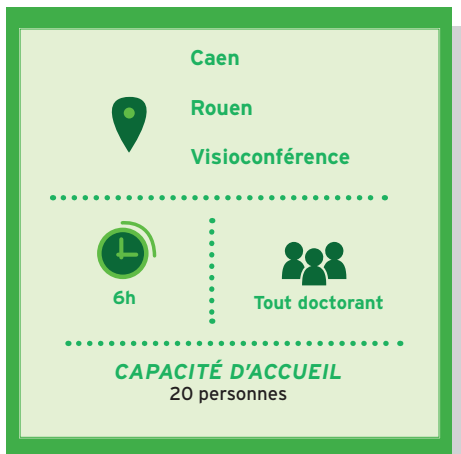 Caen
Rouen
Visioconférence
6h
Tout doctorant
CAPACITÉ D'ACCUEIL
20 personnes